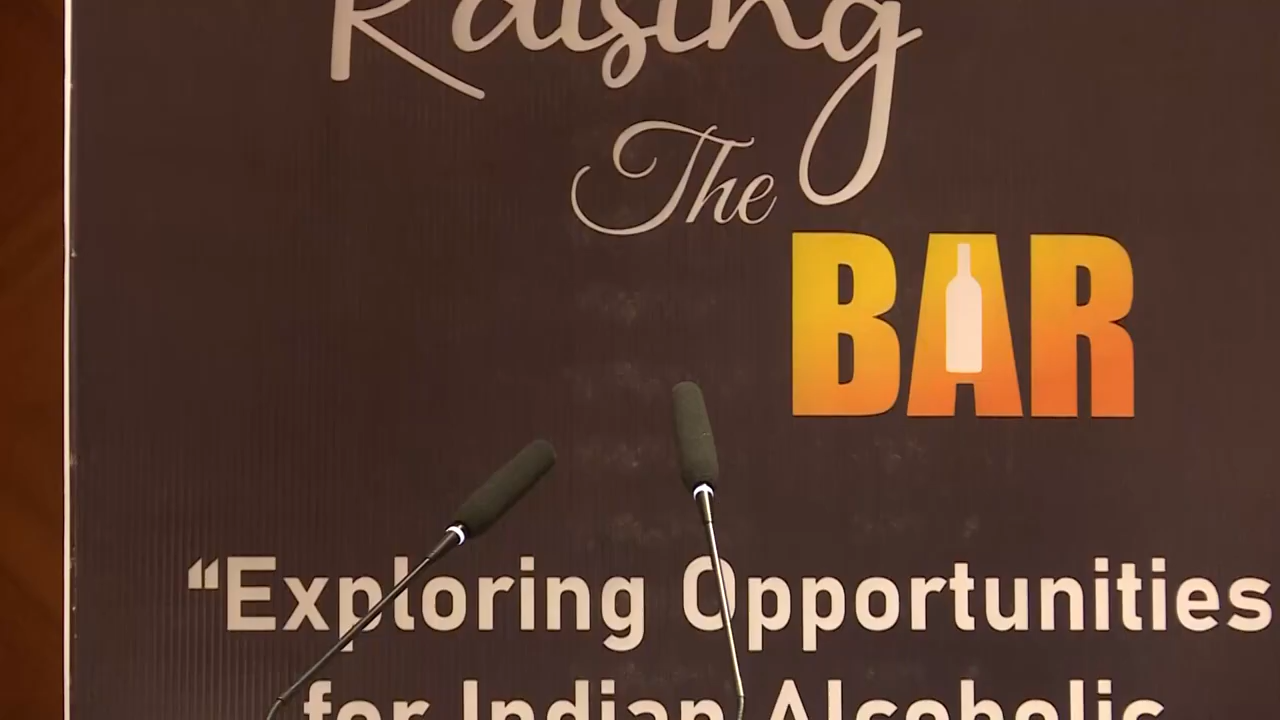 Raising
The
BAR
“Exploring Opportunities
for Indian Alcoholic